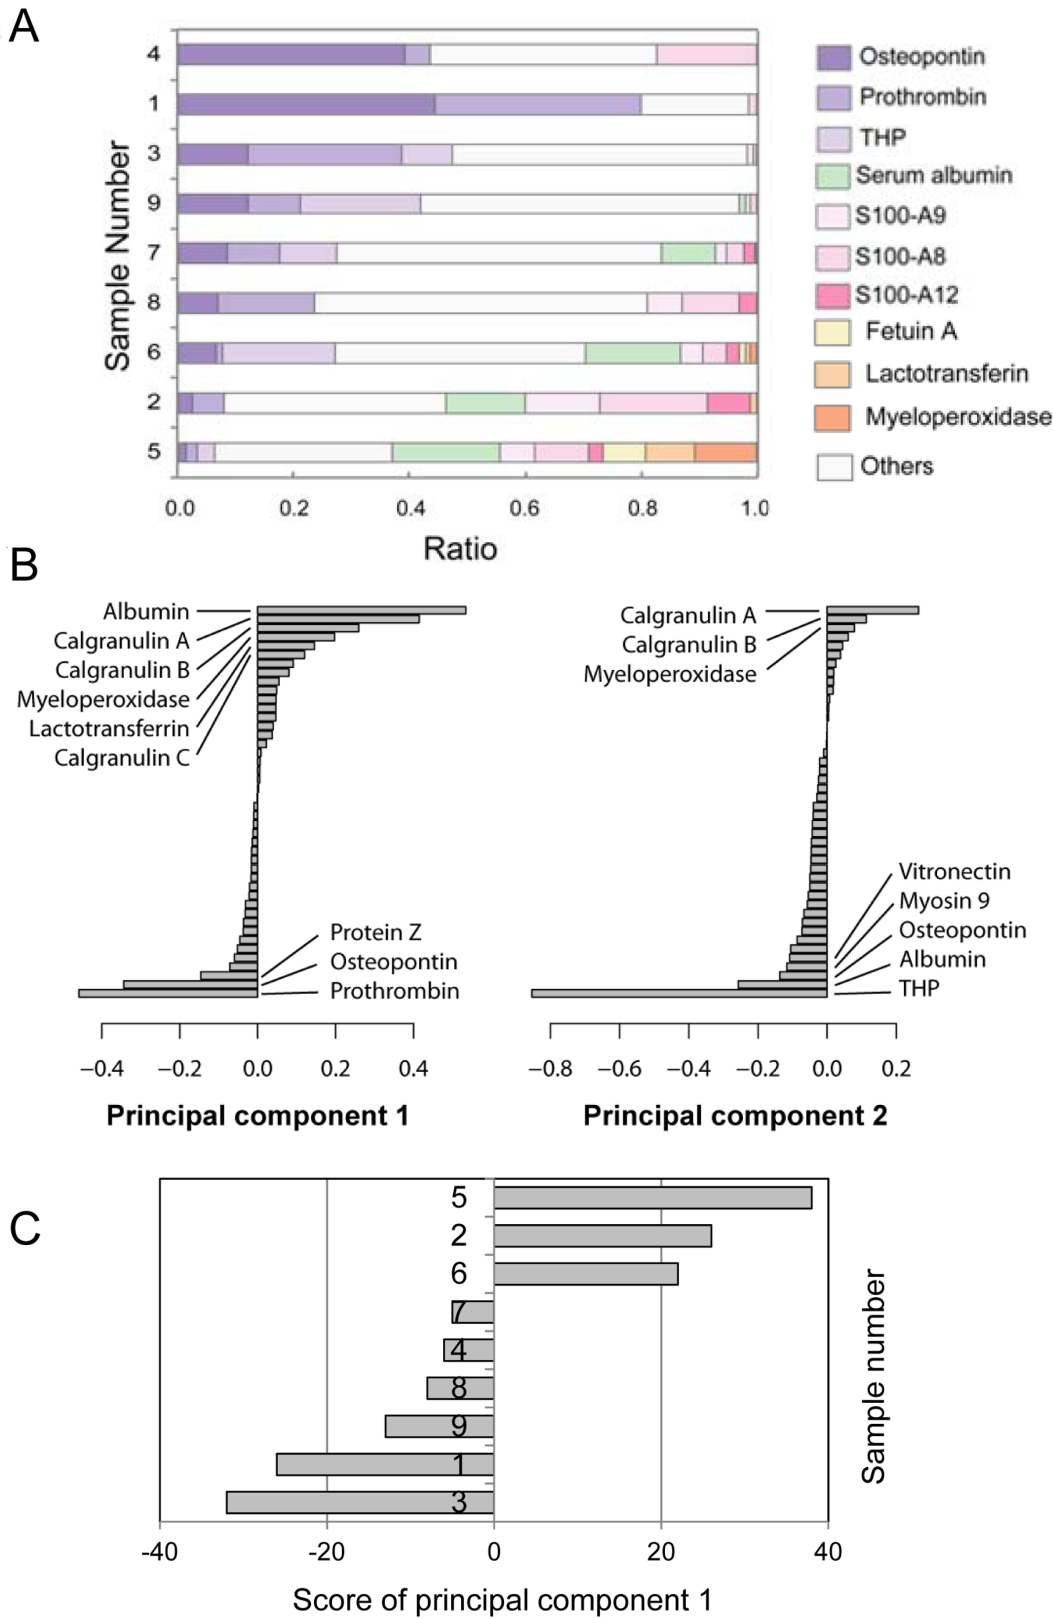 A
Sample Number
4
1
3
9
7
8
6
2
5
0.0 0.2 0.4 0.6 0.8 1.0
Ratio
Osteopontin
Prothrombin
THP
Serum albumin
S100-A9
S100-A8
S100-A12
Fetuin A
Lactotransferin
Myeloperoxidase
Others
B
Albumin
Calgranulin A
Calgranulin B
Myeloperoxidase
Lactotransferrin
Calgranulin C
Protein Z
Osteopontin
Prothrombin
−0.4 −0.2 0.0 0.2 0.4
Principal component 1
Calgranulin A
Calgranulin B
Myeloperoxidase
Vitronectin
Myosin 9
Osteopontin
Albumin
THP
−0.8 −0.6 −0.4 −0.2 0.0 0.2
Principal component 2
C
5
2
6
7
4
8
9
1
3
Sample number
-40 -20 0 20 40
Score of principal component 1